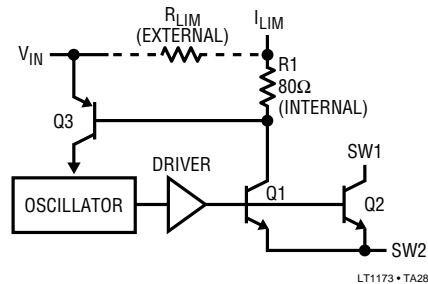 R_LIM
(EXTERNAL)
I_LIM
V_IN
R1
80Ω
(INTERNAL)
Q3
DRIVER
SW1
OSCILLATOR
Q1
Q2
SW2
LT1173 • TA28